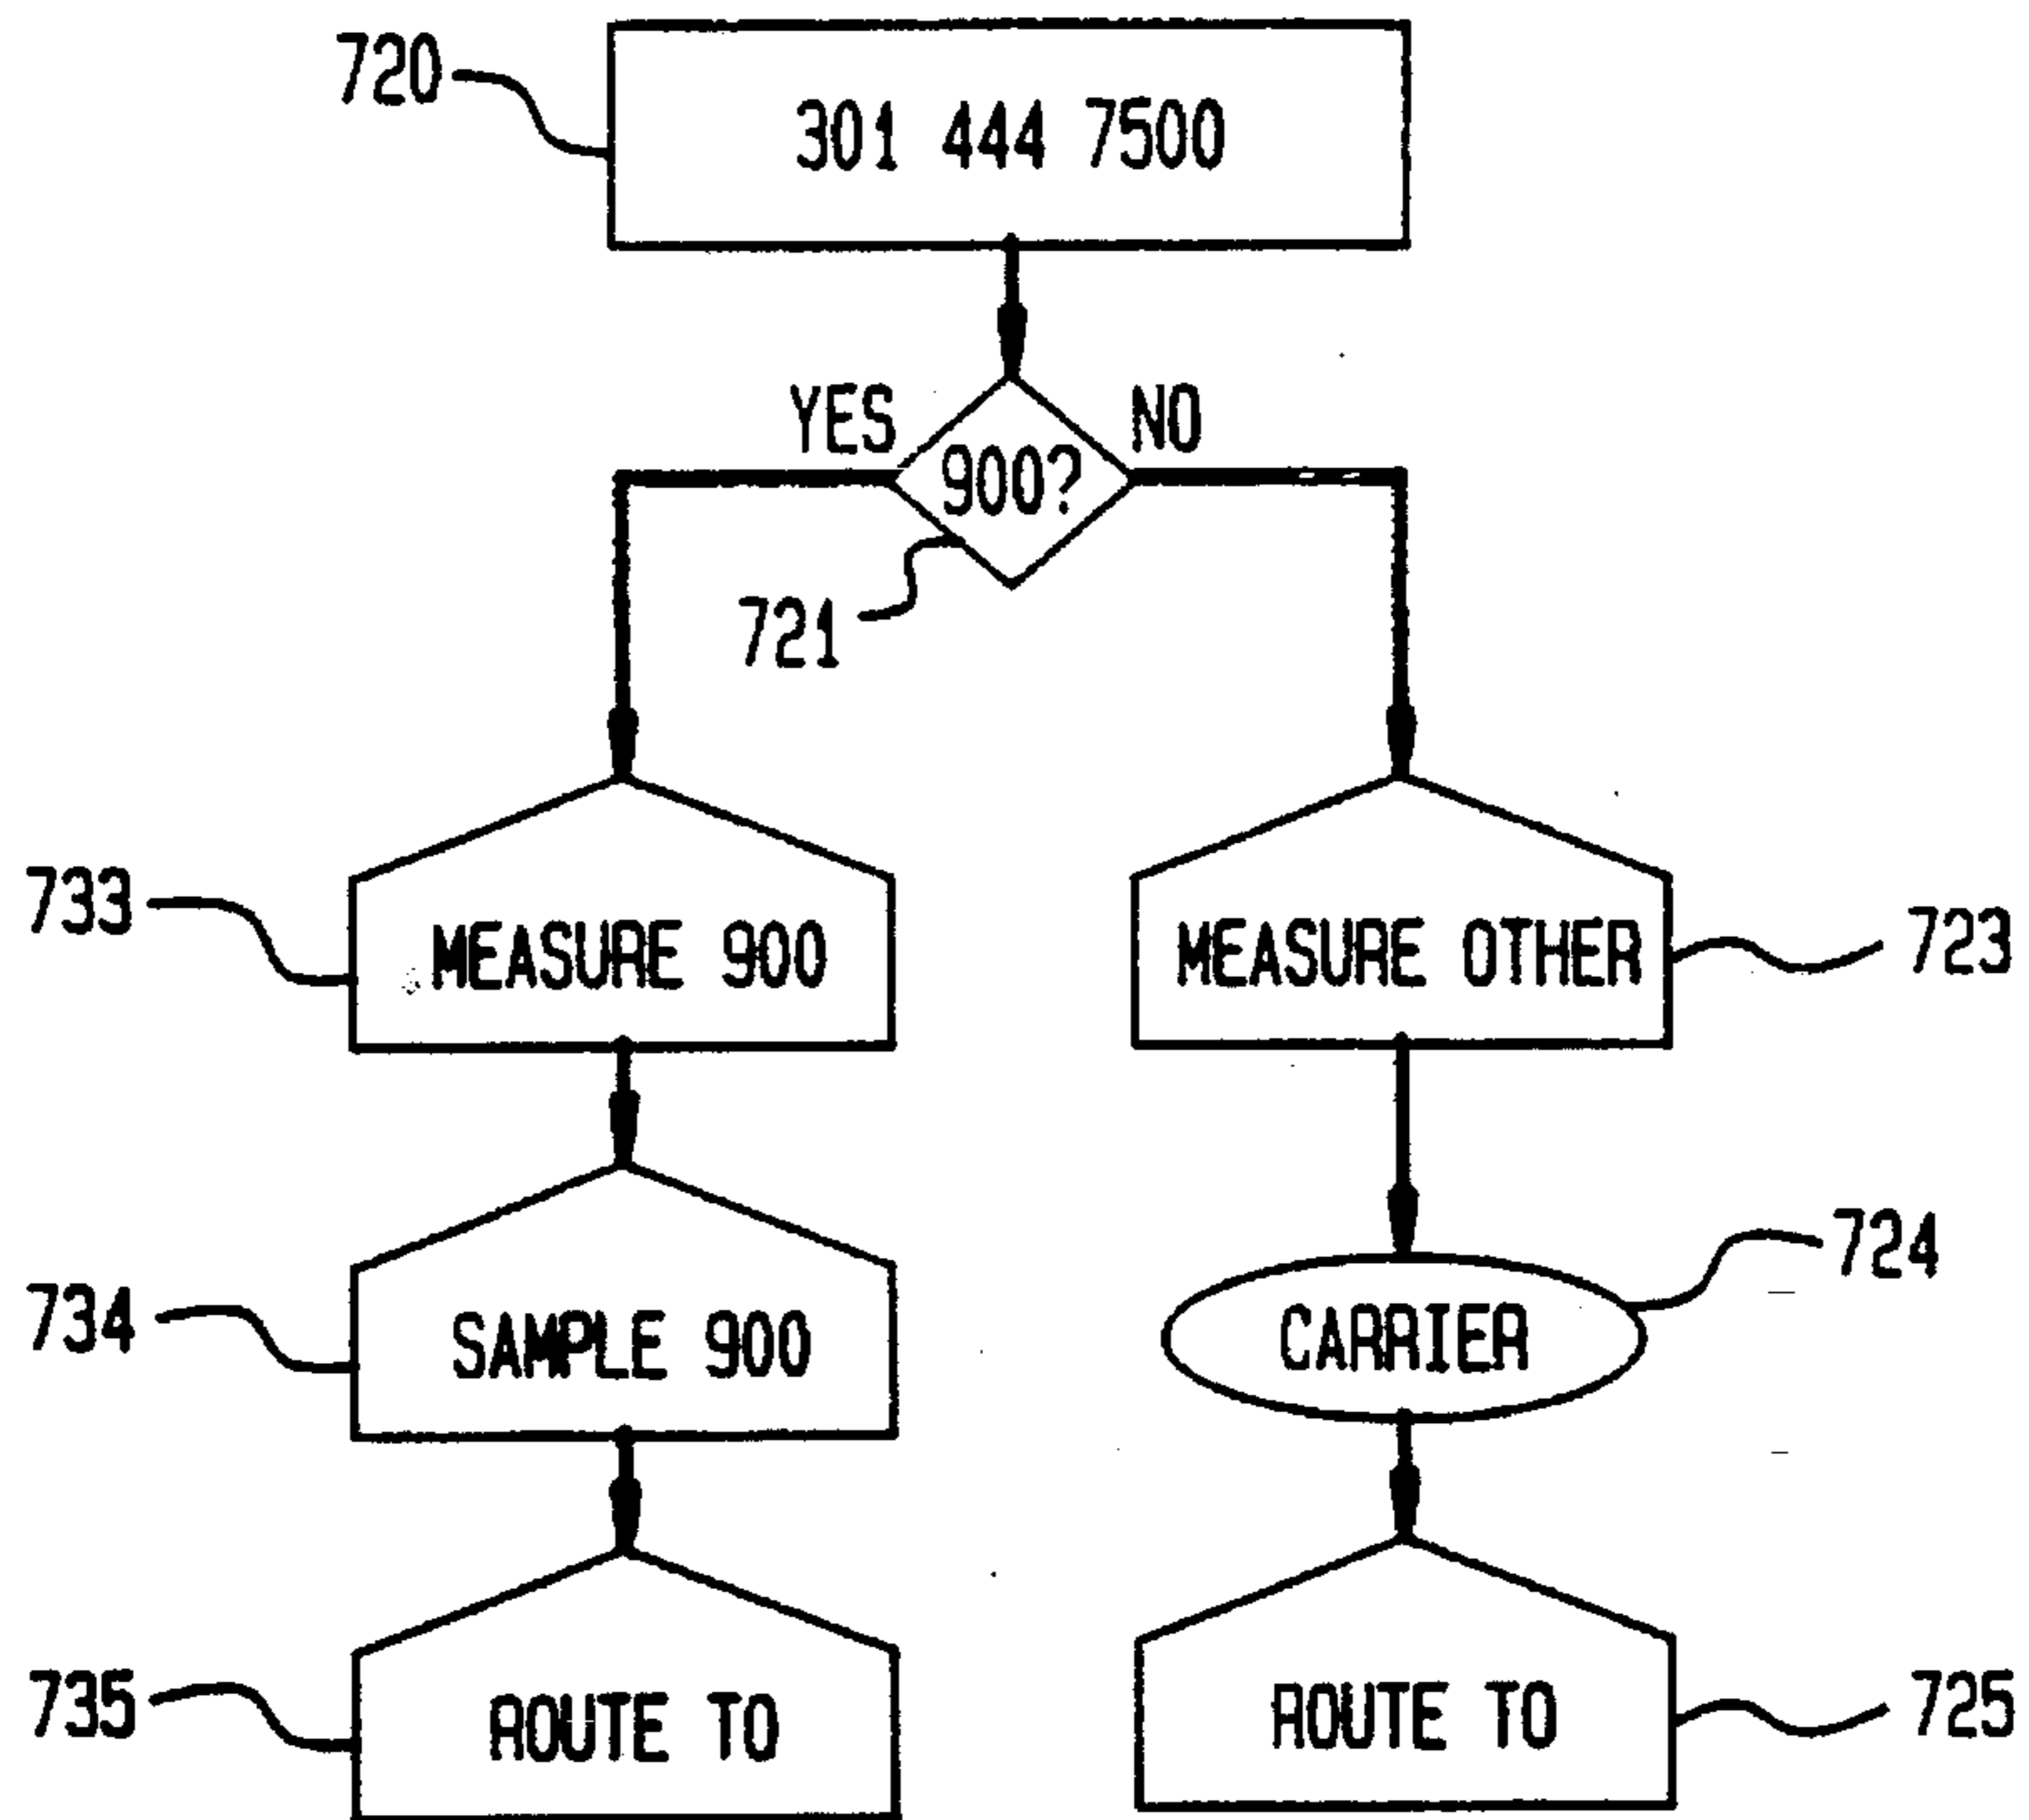 720
301 444 7500
YES
NO
900?
721
733
MEASURE 900
MEASURE OTHER
723
734
SAMPLE 900
CARRIER
724
735
ROUTE TO
ROUTE TO
725